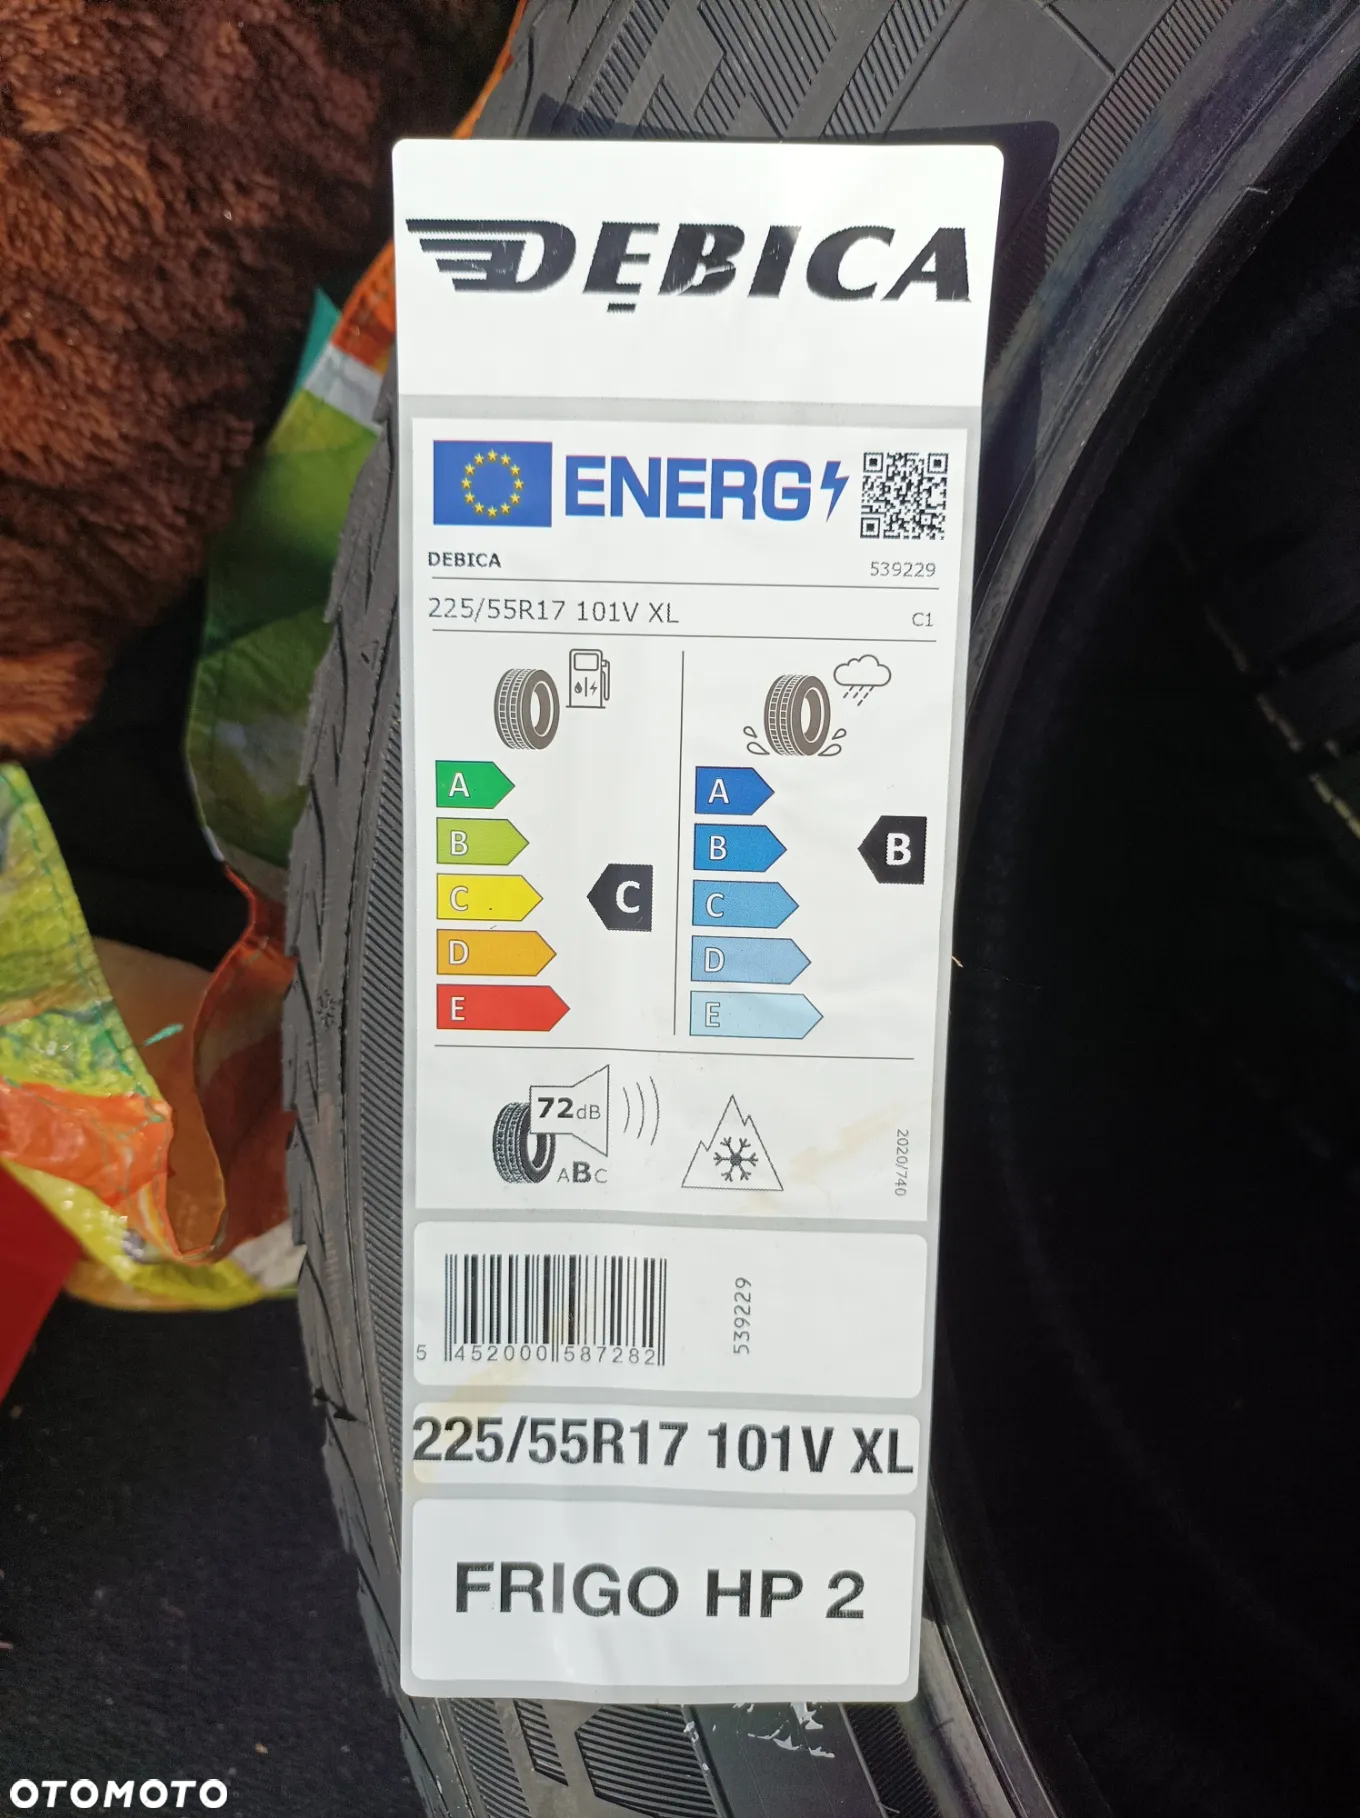 DĘBICA
ENERG
DEBICA 539229
225/55R17 101V XL C1
A A
B B B
C C C
D D
E E
72dB
ABC
2020/740
5 452000 587282
539229
225/55R17 101V XL
FRIGO HP 2
OTOMOTO